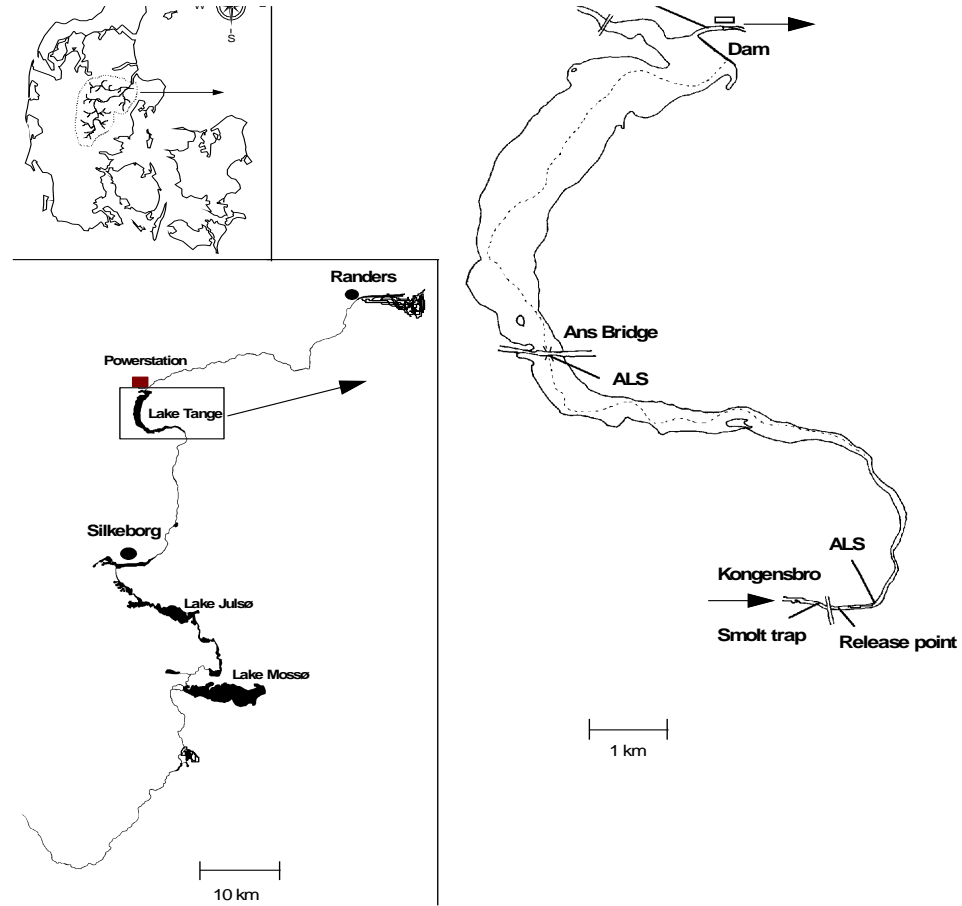 W
S
Randers
Powerstation
Lake Tange
Silkeborg
Lake Julsø
Lake Mossø
10 km
Dam
Ans Bridge
ALS
ALS
Kongensbro
Smolt trap
Release point
1 km